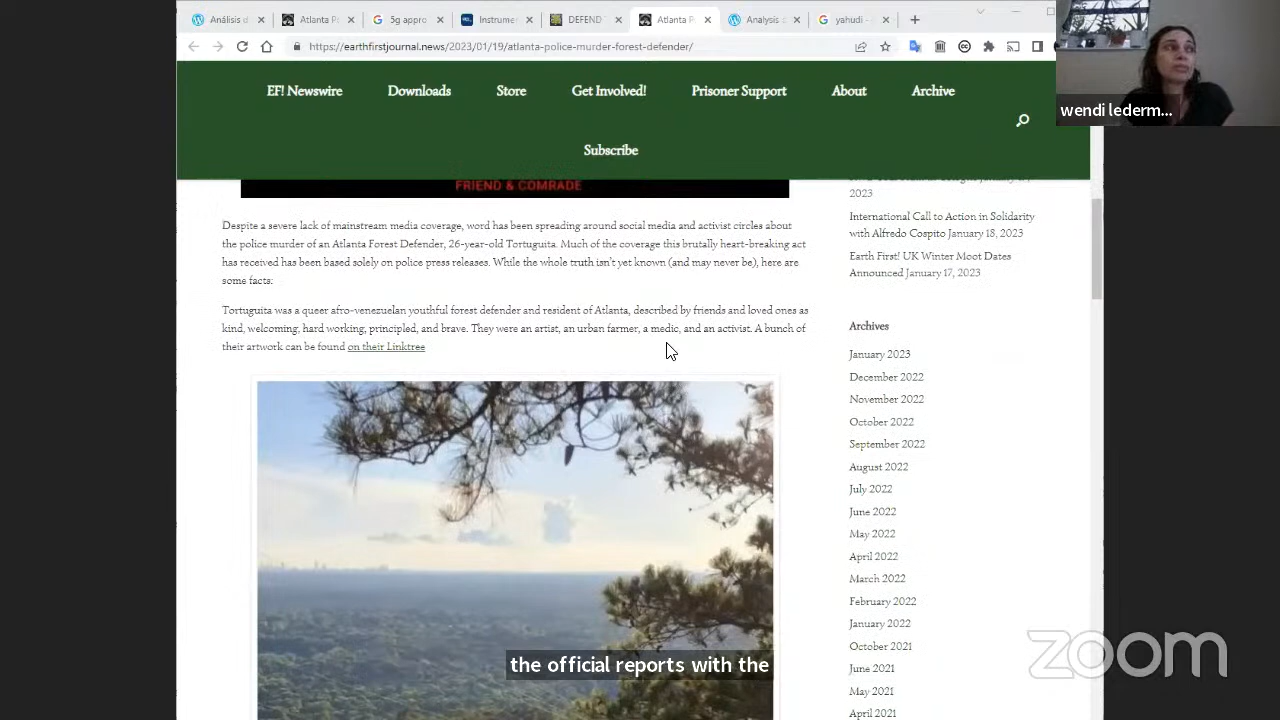 Análisis d
Atlanta P
5g appro
Instrume
DEFEND
Atlanta P
Analysis
yahudi -
https://earthfirstjournal.news/2023/01/19/atlanta-police-murder-forest-defender/
EF! Newswire
Downloads
Store
Get Involved!
Prisoner Support
About
Archive
Subscribe
wendi lederm...
FRIEND & COMRADE
Despite a severe lack of mainstream media coverage, word has been spreading around social media and activist circles about
the police murder of an Atlanta Forest Defender, 26-year-old Tortuguita. Much of the coverage this brutally heart-breaking act
has received has been based solely on police press releases. While the whole truth isn't yet known (and may never be), here are
some facts:
Tortuguita was a queer afro-venezuelan youthful forest defender and resident of Atlanta, described by friends and loved ones as
kind, welcoming, hard working, principled, and brave. They were an artist, an urban farmer, a medic, and an activist. A bunch of
their artwork can be found on their Linktree
2023
International Call to Action in Solidarity
with Alfredo Cospito January 18, 2023
Earth First! UK Winter Moot Dates
Announced January 17, 2023
Archives
January 2023
December 2022
November 2022
October 2022
September 2022
August 2022
July 2022
June 2022
May 2022
April 2022
March 2022
February 2022
January 2022
October 2021
June 2021
May 2021
April 2021
the official reports with the
zoom